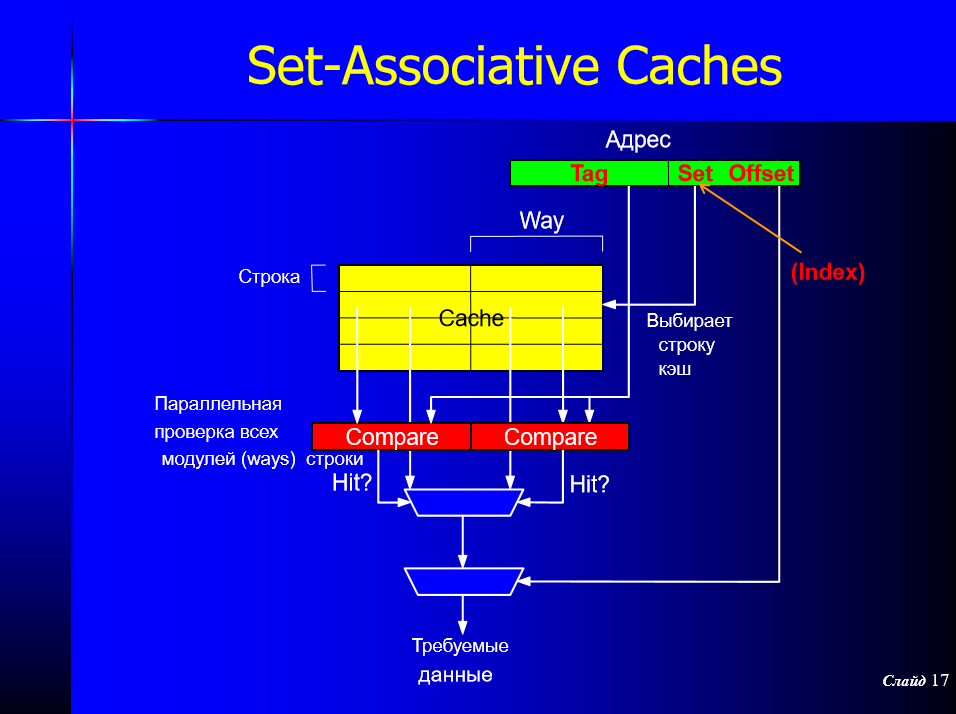 Set-Associative Caches
Адрес
Tag Set Offset
Way
(Index)
Строка
Cache
Выбирает
строку
кэш
Параллельная
проверка всех
модулей (ways) строки
Compare Compare
Hit? Hit?
Требуемые
данные
Слайд 17